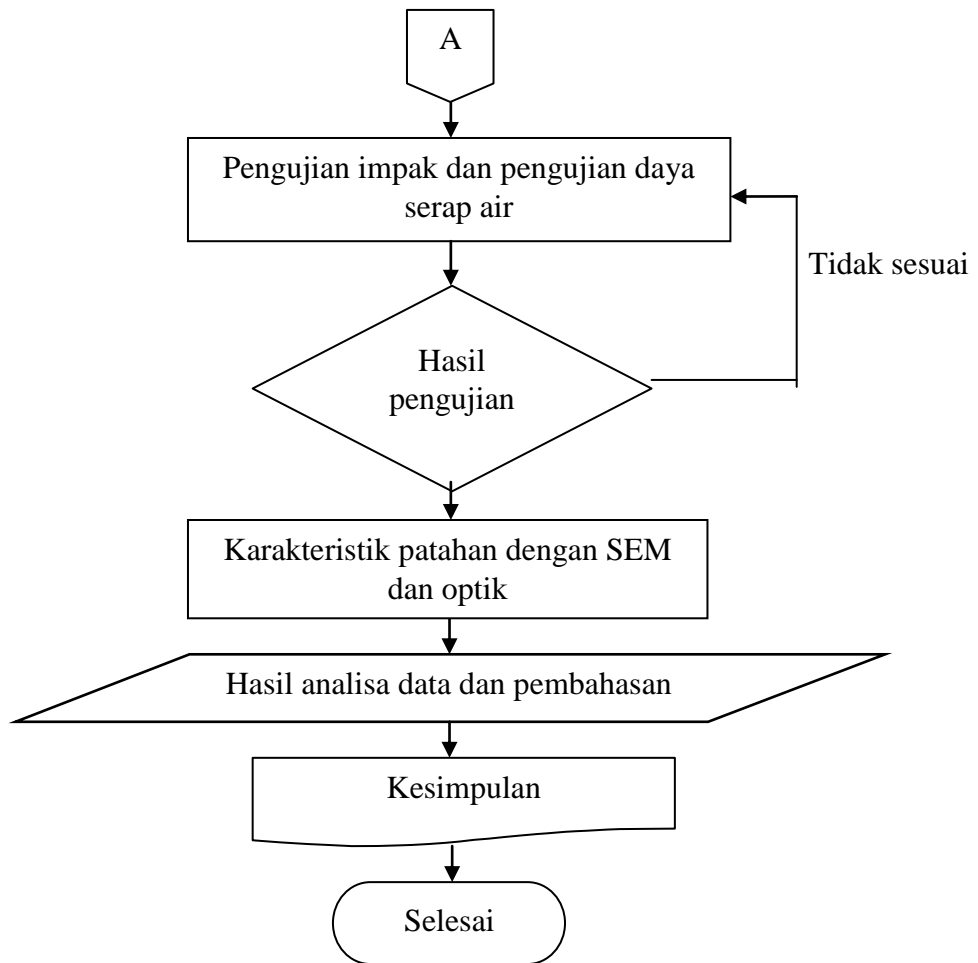 A
Pengujian impak dan pengujian daya
serap air
Tidak sesuai
Hasil
pengujian
Karakteristik patahan dengan SEM
dan optik
Hasil analisa data dan pembahasan
Kesimpulan
Selesai